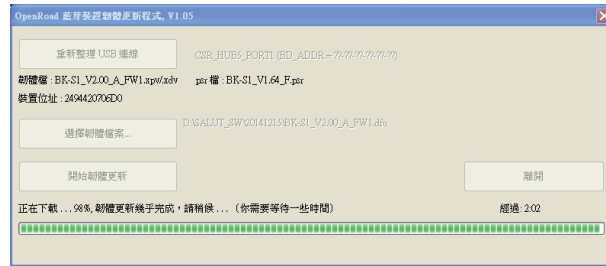 OpenRoad 藍芽裝置韌體更新程式, V1.05
重新整理 USB 連線
CSR_HUB5_PORT1 (BD_ADDR = ??-??-??-??-??-??)
韌體檔 : BK-S1_V2.00_A_FW1.xpv/xdv psr 檔 : BK-S1_V1.64_F.psr
裝置位址 : 2494420706D0
選擇韌體檔案...
D:\SALUT_SW\20141215\BK-S1_V2.00_A_FW1.dfu
開始韌體更新
離開
正在下載 ... 98%, 韌體更新幾乎完成，請稍候 ... （你需要等待一些時間）
經過: 2:02